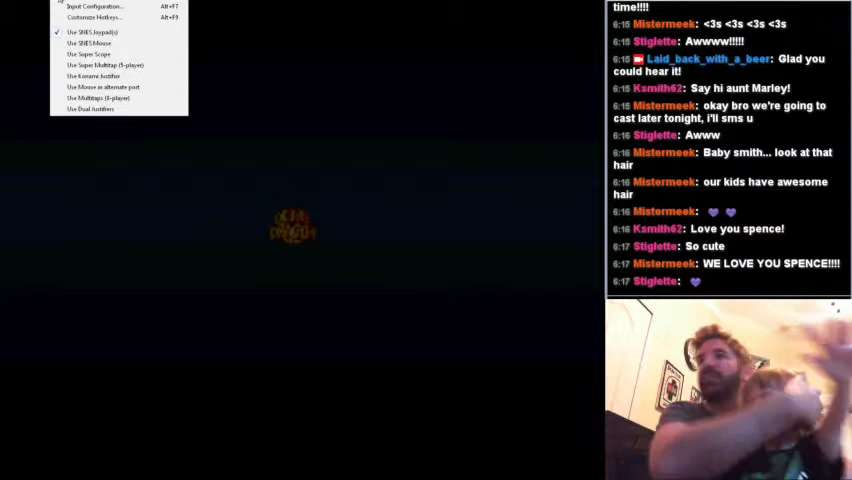 Input Configuration... Alt+F7
Customize Hotkeys... Alt+F9
Use SNES Joypad(s)
Use SNES Mouse
Use Super Scope
Use Super Multitap (5-player)
Use Konami Justifier
Use Mouse in alternate port
Use Multitaps (8-player)
Use Dual Justifiers
time!!!!
6:15 Mistermeek: <3s <3s <3s <3s
6:15 Stiglette: Awwww!!!!!
6:15 Laid_back_with_a_beer: Glad you
could hear it!
6:15 Ksmith62: Say hi aunt Marley!
6:15 Mistermeek: okay bro we're going to
cast later tonight, i'll sms u
6:16 Stiglette: Awww
6:16 Mistermeek: Baby smith... look at that
hair
6:16 Mistermeek: our kids have awesome
hair
6:16 Mistermeek:
6:16 Ksmith62: Love you spence!
6:17 Stiglette: So cute
6:17 Mistermeek: WE LOVE YOU SPENCE!!!!
6:17 Stiglette: